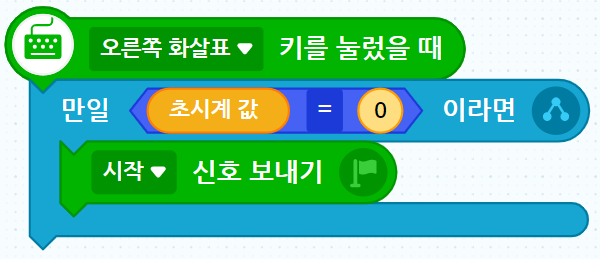 오른쪽 화살표 키를 눌렀을 때
만일 초시계 값 = 0 이라면
시작 신호 보내기